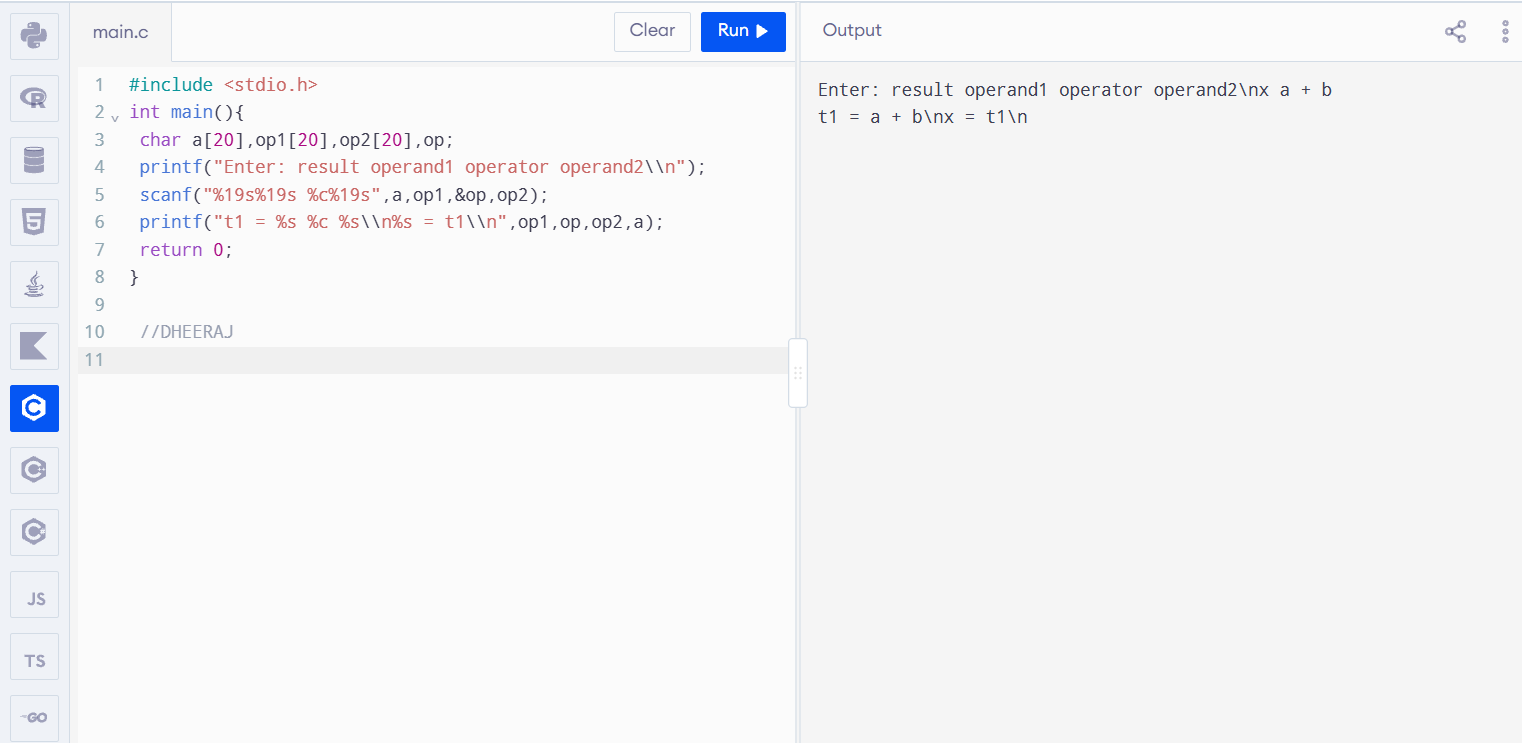 main.c
Clear
Run
1 #include <stdio.h>
2 int main(){
3 char a[20],op1[20],op2[20],op;
4 printf("Enter: result operand1 operator operand2\\n");
5 scanf("%19s%19s %c%19s",a,op1,&op,op2);
6 printf("t1 = %s %c %s\\n%s = t1\\n",op1,op,op2,a);
7 return 0;
8 }
9
10 //DHEERAJ
11
Output
Enter: result operand1 operator operand2\nx a + b
t1 = a + b\nx = t1\n
R
5
C
C
C
JS
TS
GO